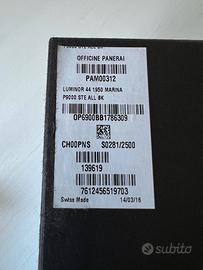 OFFICINE PANERAI
PAM00312
LUMINOR 44 1950 MARINA
P9000 STE ALL BK
OP6900BB1786309
CH00PNS S0281/2500
139619
7612456519703
Swiss Made 14/03/16
subito